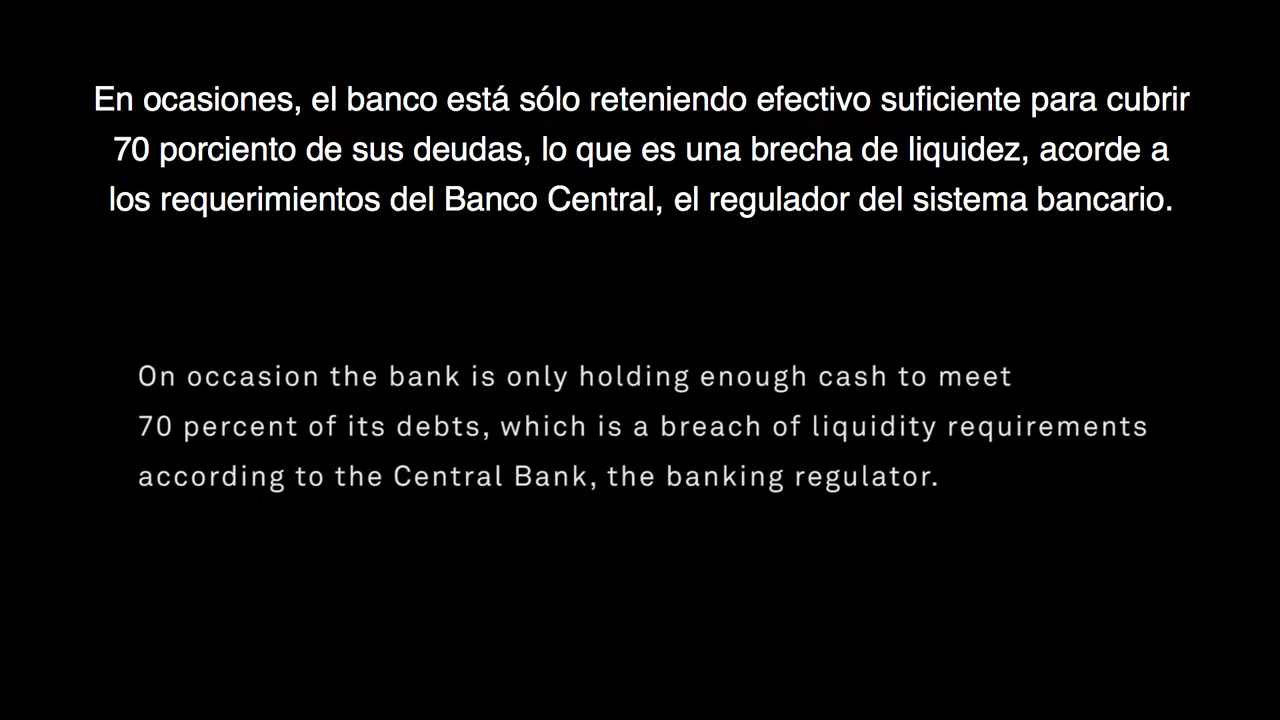 En ocasiones, el banco está sólo reteniendo efectivo suficiente para cubrir
70 porciento de sus deudas, lo que es una brecha de liquidez, acorde a
los requerimientos del Banco Central, el regulador del sistema bancario.
On occasion the bank is only holding enough cash to meet
70 percent of its debts, which is a breach of liquidity requirements
according to the Central Bank, the banking regulator.